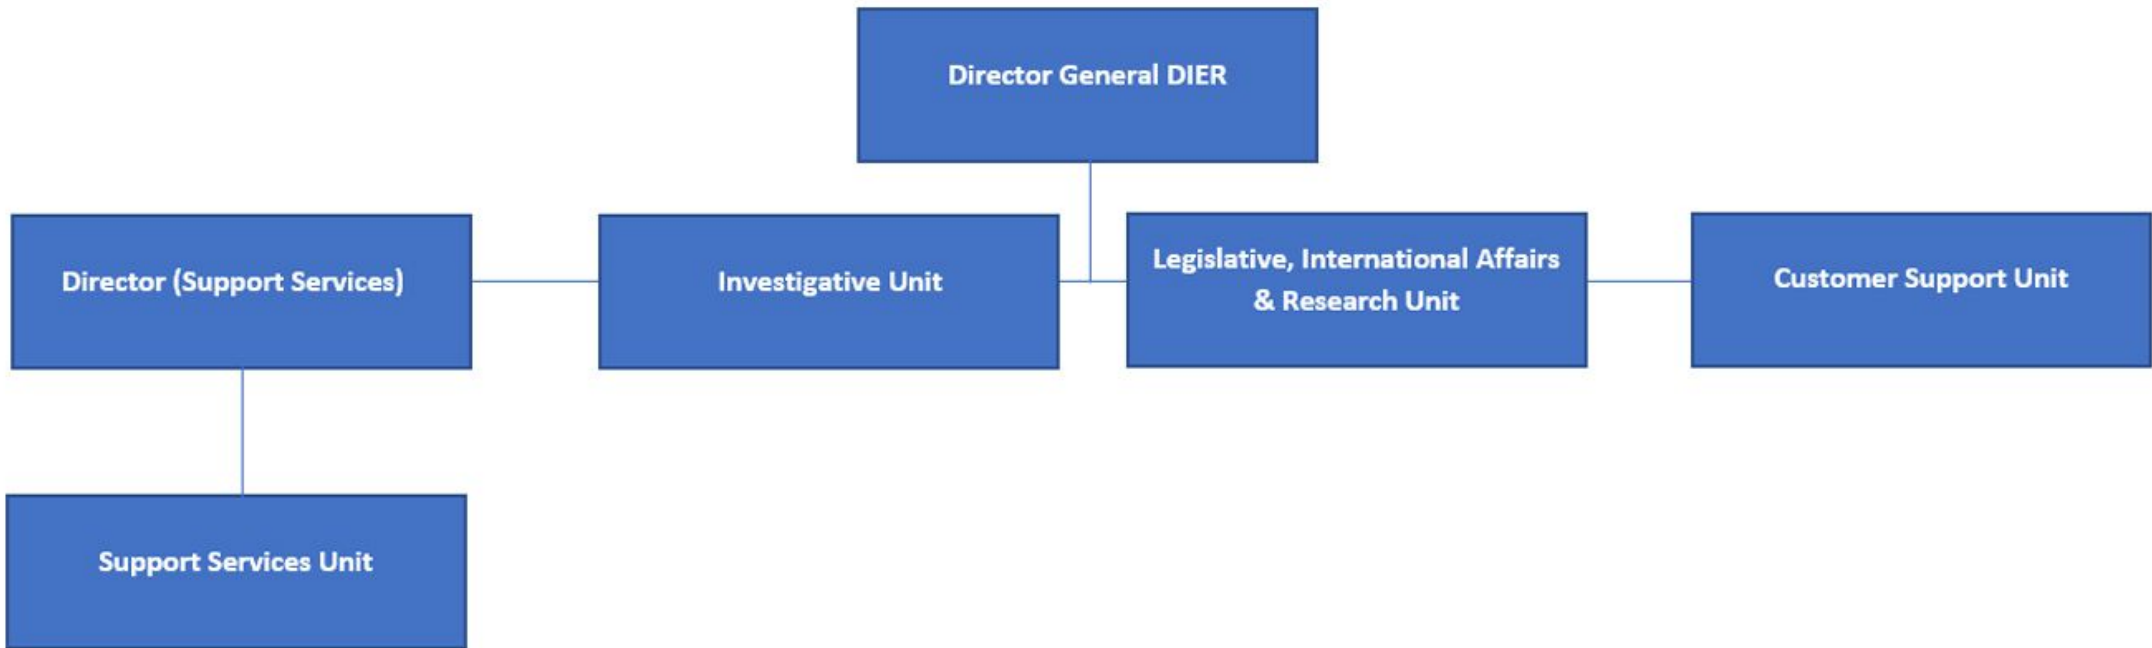 Director General DIER
Director (Support Services)
Investigative Unit
Legislative, International Affairs
& Research Unit
Customer Support Unit
Support Services Unit